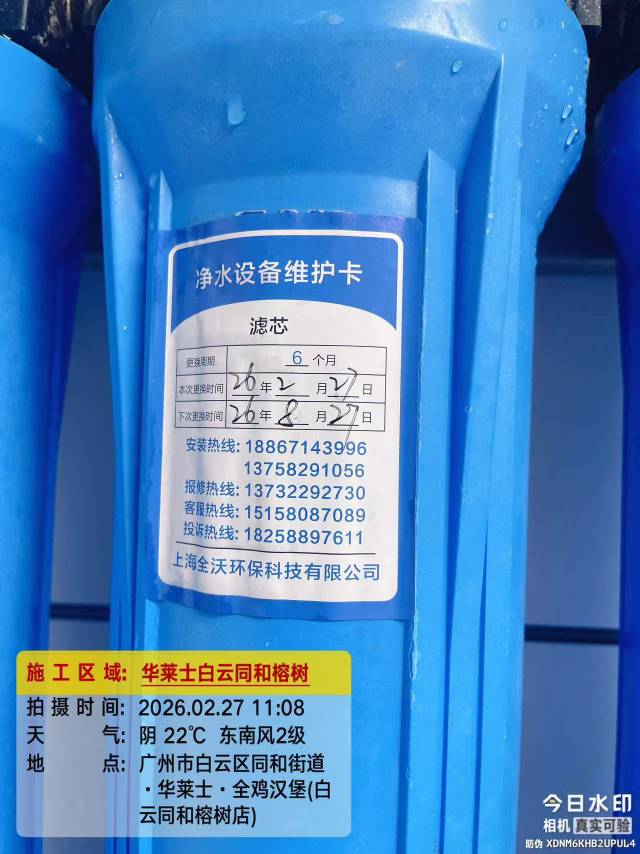 净水设备维护卡
滤芯
更换周期 6 个月
本次更换时间 26 年 2 月 27 日
下次更换时间 26 年 8 月 27 日
安装热线: 18867143996
13758291056
报修热线: 13732292730
客服热线: 15158087089
投诉热线: 18258897611
上海全沃环保科技有限公司
施工区域: 华莱士白云同和榕树
拍摄时间: 2026.02.27 11:08
天气: 阴 22℃ 东南风2级
地点: 广州市白云区同和街道
·华莱士·全鸡汉堡(白
云同和榕树店)
今日水印
相机 真实可验
防伪 XDNM6KHB2UPUL4